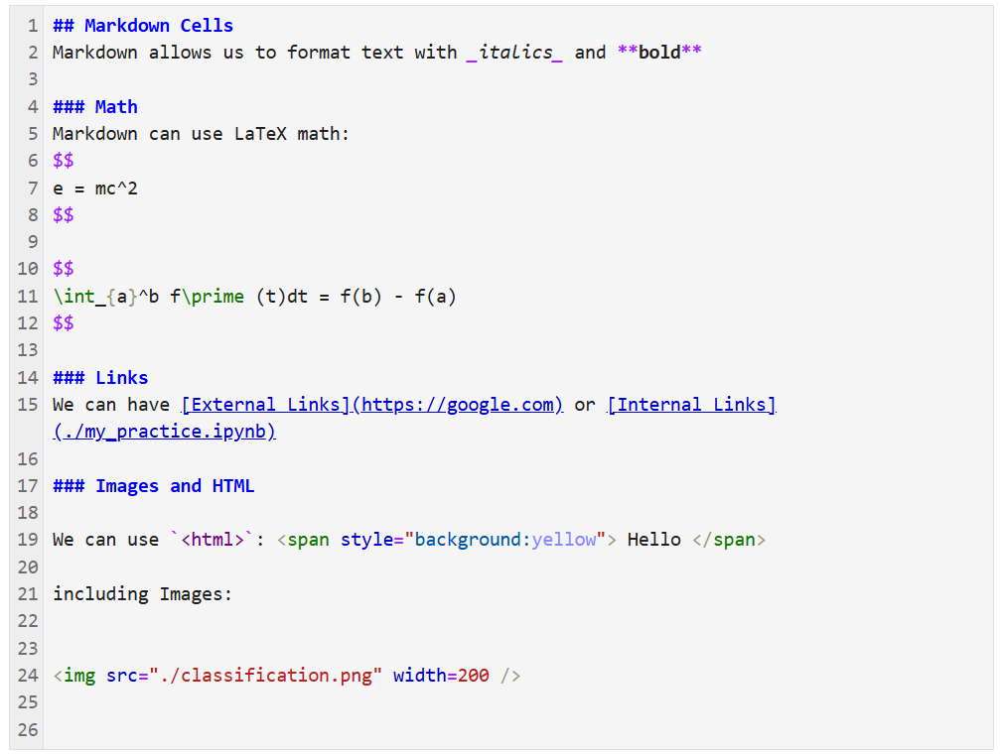 1 ## Markdown Cells
2 Markdown allows us to format text with _italics_ and **bold**
3
4 ### Math
5 Markdown can use LaTeX math:
6 $$
7 e = mc^2
8 $$
9
10 $$
11 \int_{a}^b f\prime (t)dt = f(b) - f(a)
12 $$
13
14 ### Links
15 We can have [External Links](https://google.com) or [Internal Links]
(./my_practice.ipynb)
16
17 ### Images and HTML
18
19 We can use `<html>`: <span style="background:yellow"> Hello </span>
20
21 including Images:
22
23
24 <img src="./classification.png" width=200 />
25
26